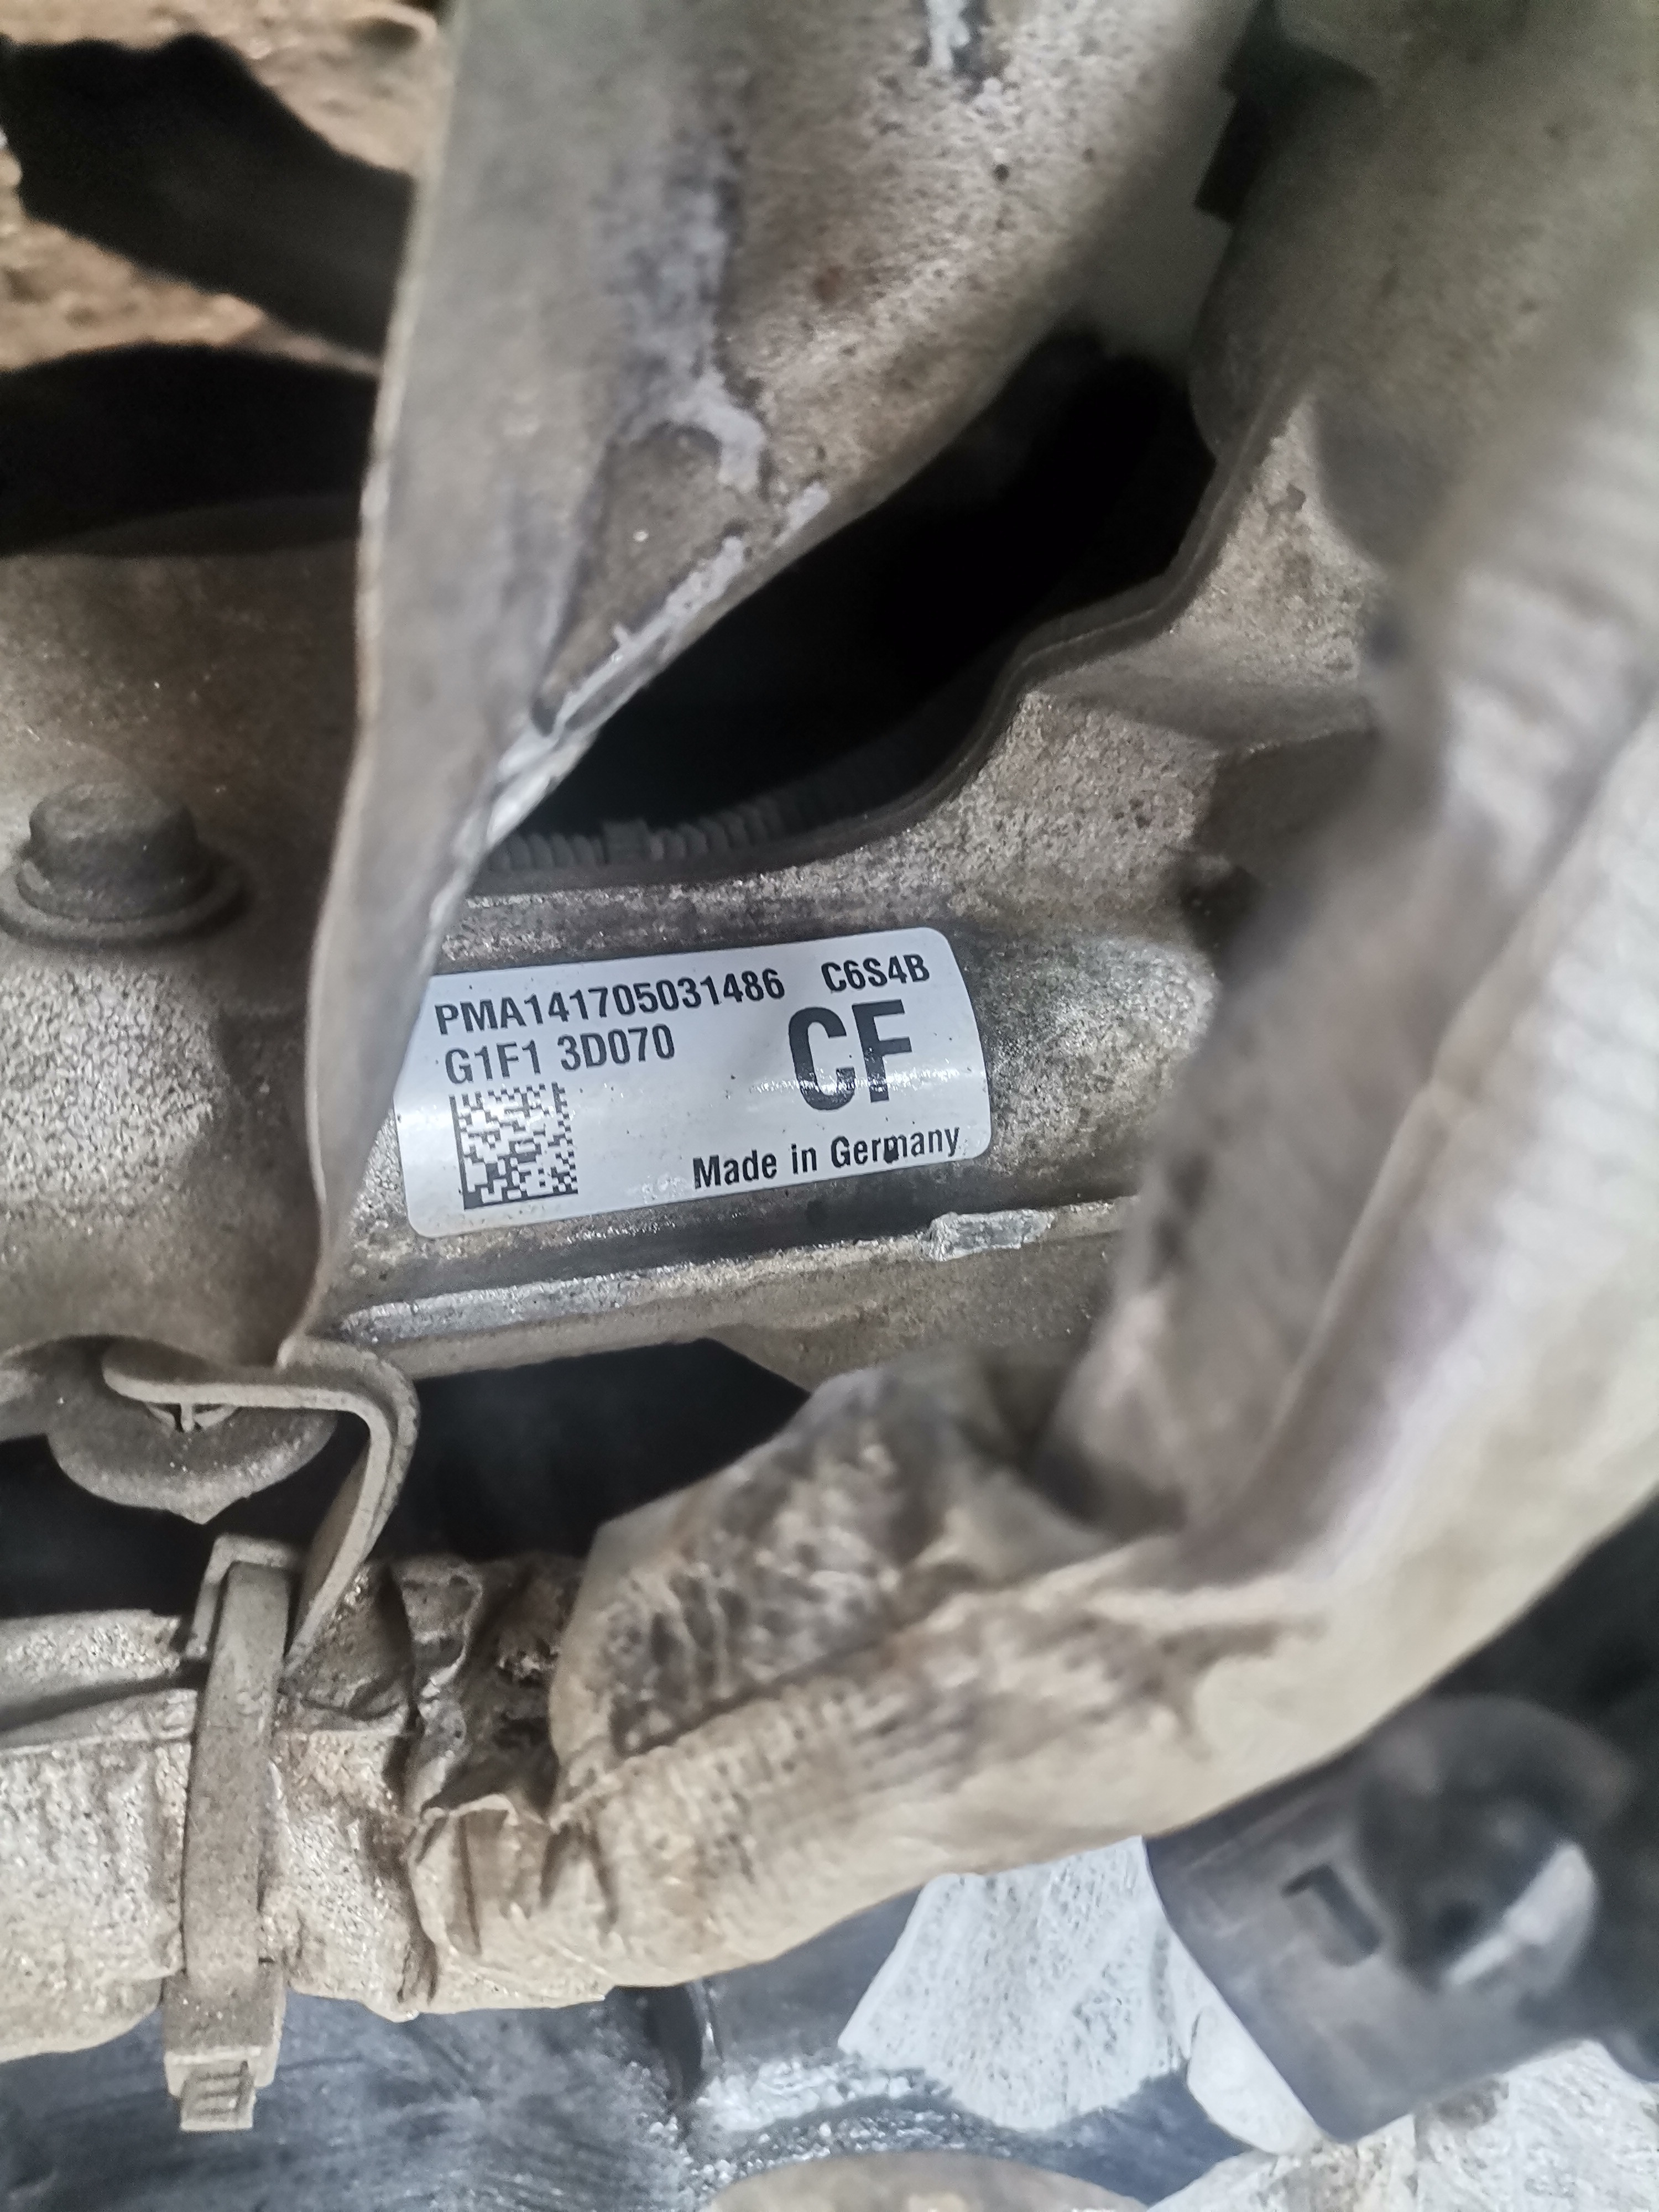 PMA141705031486 C6S4B
G1F1 3D070
CF
Made in Germany